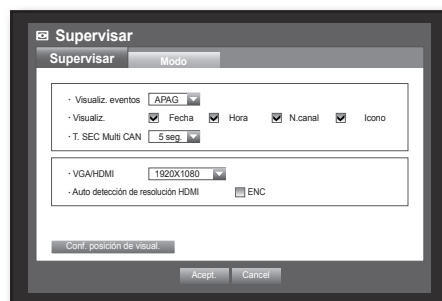 Supervisar
Supervisar Modo
· Visualiz. eventos APAG
· Visualiz. Fecha Hora N.canal Icono
· T. SEC Multi CAN 5 seg.
· VGA/HDMI 1920X1080
· Auto detección de resolución HDMI ENC
Conf. posición de visual.
Acept. Cancel